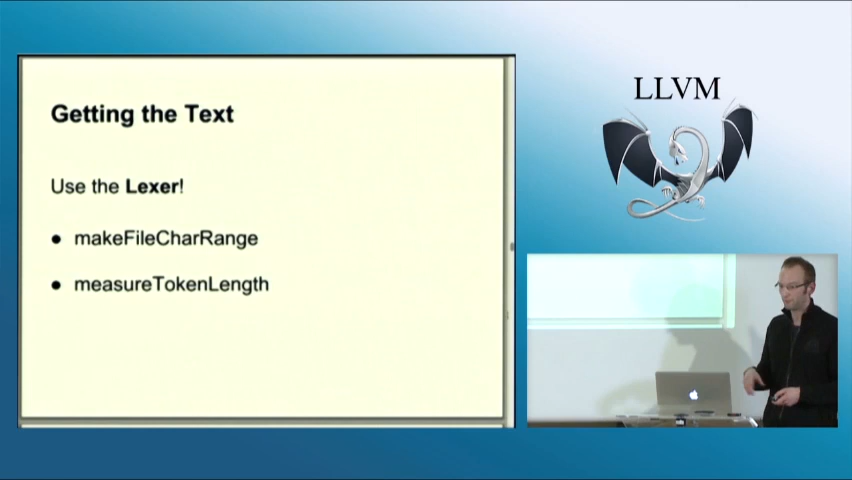 Getting the Text
Use the Lexer!
● makeFileCharRange
● measureTokenLength
LLVM